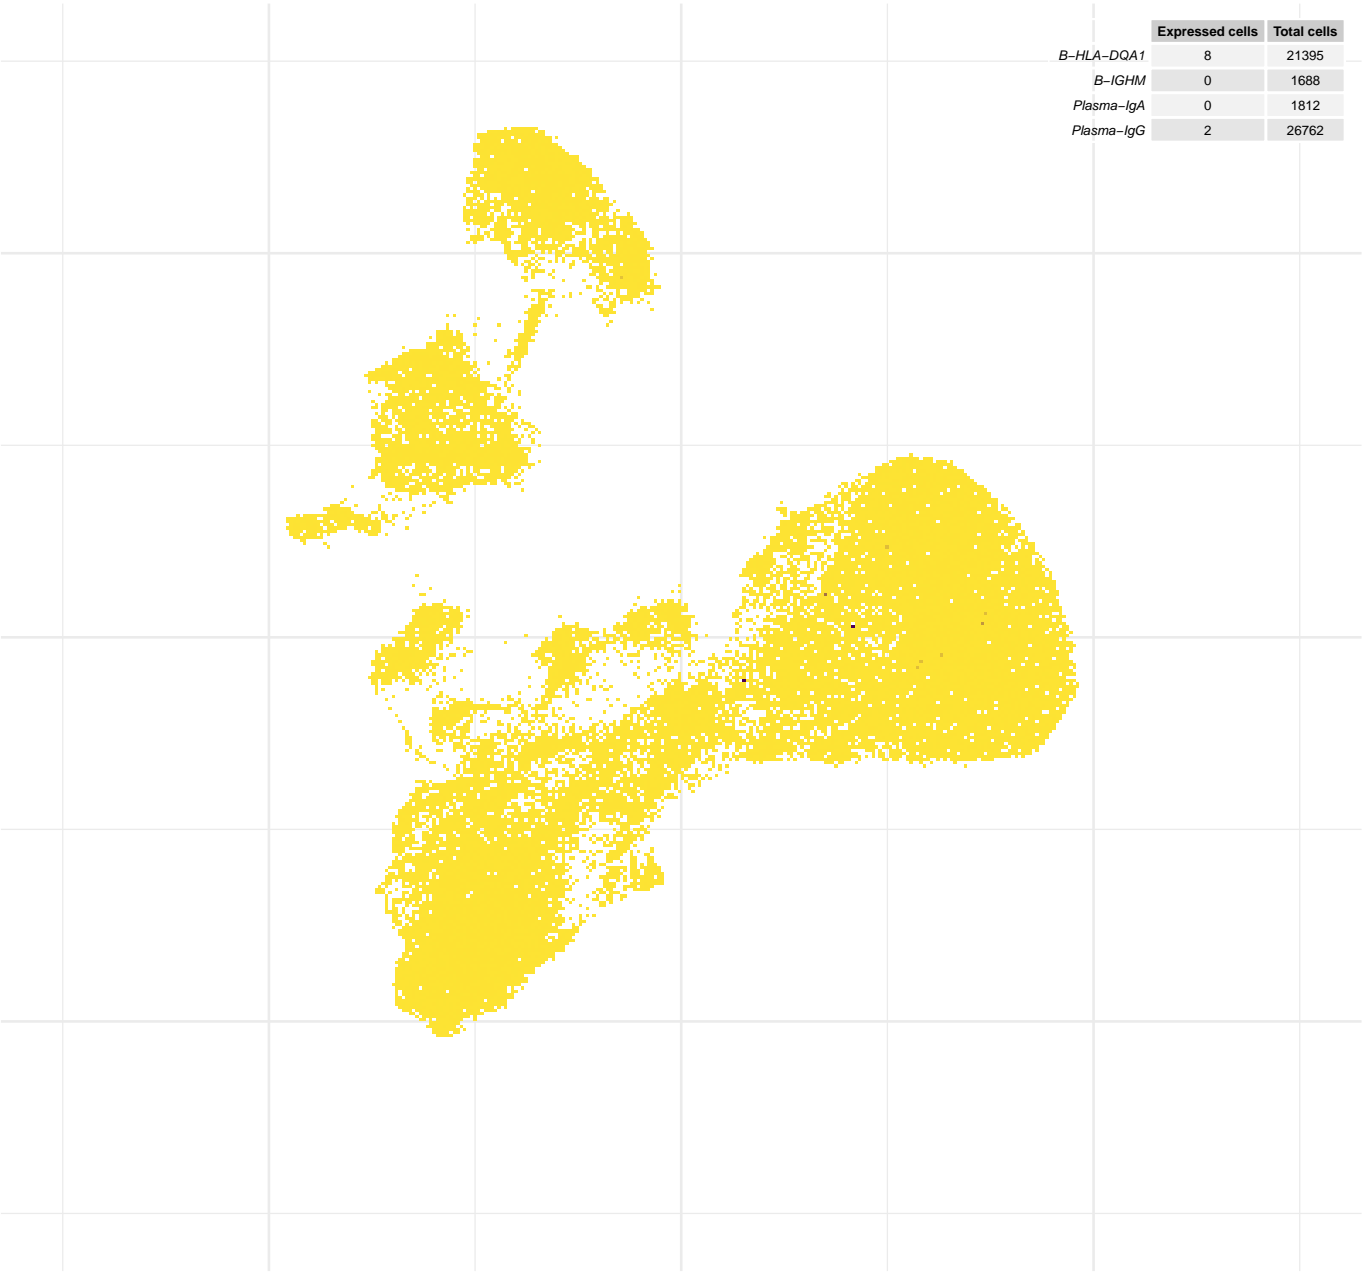 Expressed cells Total cells
B−HLA−DQA1 8 21395
B−IGHM 0 1688
Plasma−IgA 0 1812
Plasma−IgG 2 26762